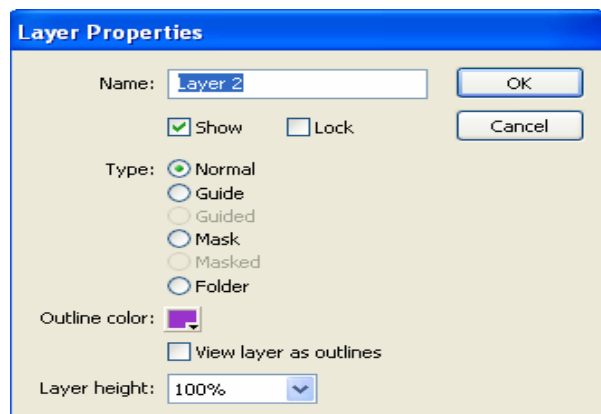 Layer Properties
Name: Layer 2 OK
Show Lock Cancel
Type: Normal
Guide
Guided
Mask
Masked
Folder
Outline color:
View layer as outlines
Layer height: 100%